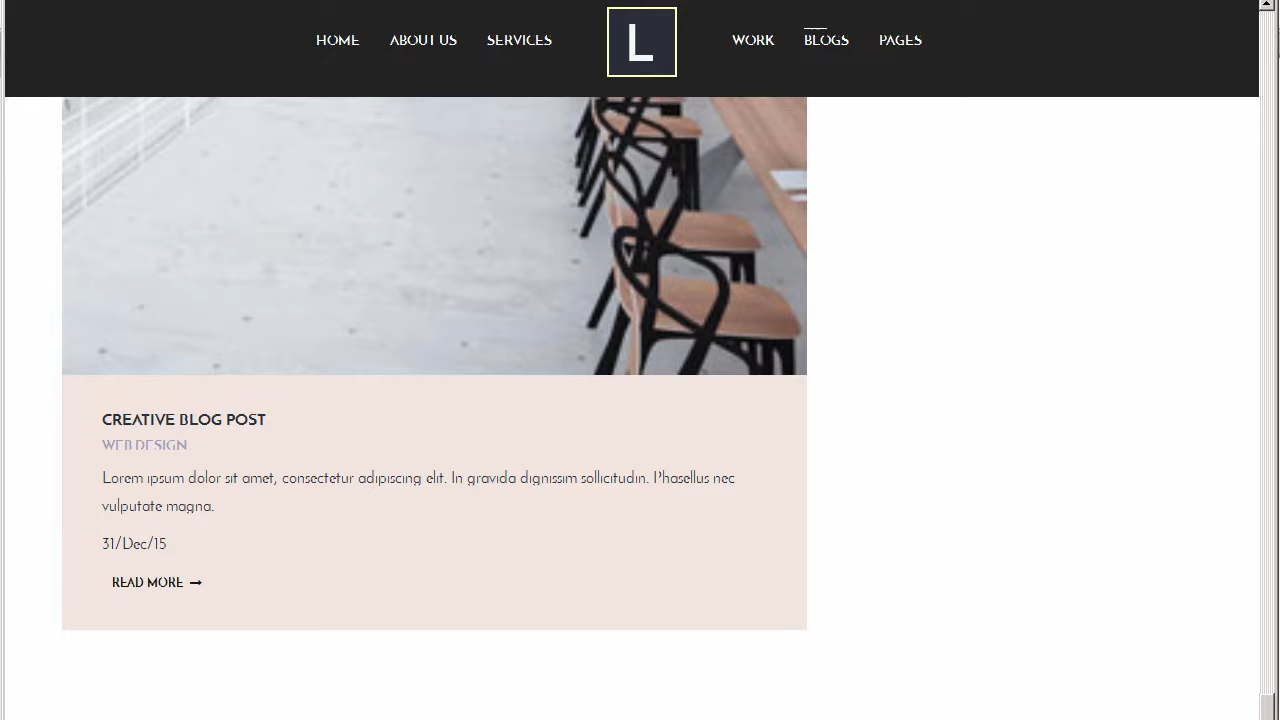 HOME ABOUT US SERVICES L WORK BLOGS PAGES
CREATIVE BLOG POST
WEB DESIGN
Lorem ipsum dolor sit amet, consectetur adipiscing elit. In gravida dignissim sollicitudin. Phasellus nec
vulputate magna.
31/Dec/15
READ MORE →